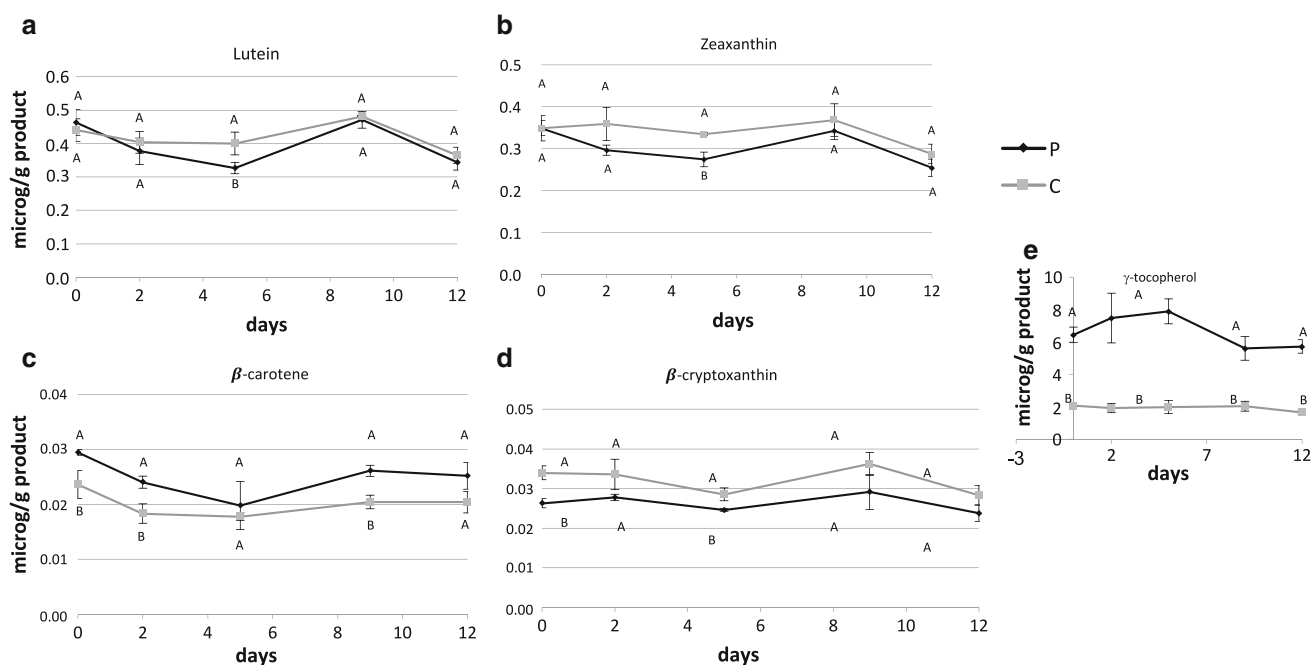 a
Lutein
0.6
0.5
0.4
0.3
0.2
0.1
0.0
A
A
A
A
A
A
A
B
A
A
0 2 4 6 8 10 12
days
microg/g product
b
Zeaxanthin
0.5
0.4
0.3
0.2
0.1
0.0
A
A
A
A
A
A
A
B
A
A
0 2 4 6 8 10 12
days
P
C
c
β-carotene
0.04
0.03
0.02
0.01
0.00
A
A
A
A
A
B
B
A
B
A
0 2 4 6 8 10 12
days
microg/g product
d
β-cryptoxanthin
0.05
0.04
0.03
0.02
0.01
0.00
A
A
A
A
A
B
A
B
A
A
0 2 4 6 8 10 12
days
e
γ-tocopherol
10
8
6
4
2
0
A
A
A
A
B
B
B
B
-3 2 7 12
days
microg/g product